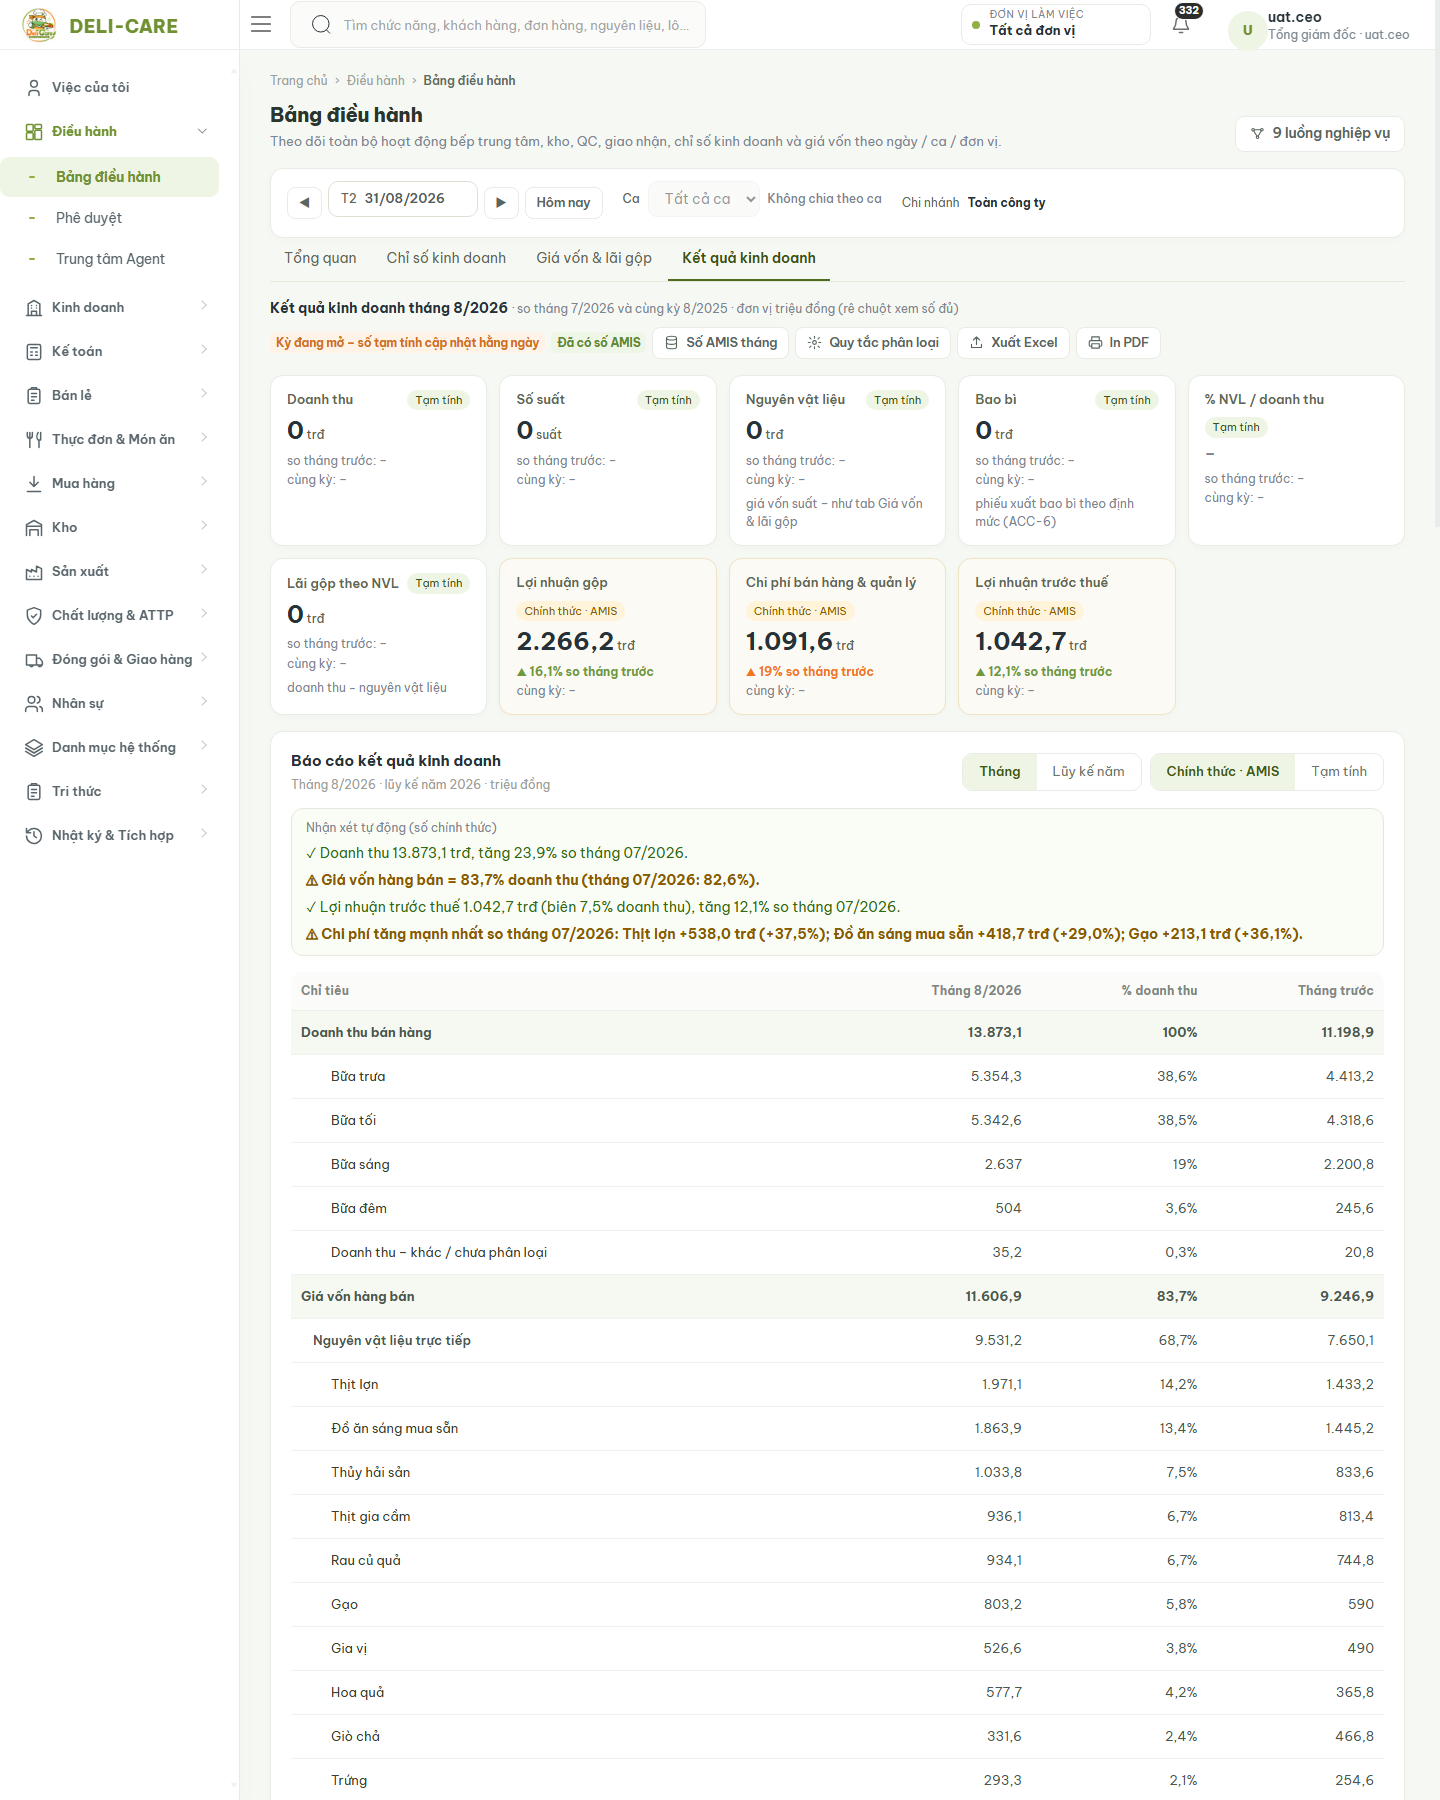 DELI-CARE
Tìm chức năng, khách hàng, đơn hàng, nguyên liệu, lô...
ĐƠN VỊ LÀM VIỆC
Tất cả đơn vị
332
U
uat.ceo
Tổng giám đốc · uat.ceo
Việc của tôi
Điều hành
Bảng điều hành
Phê duyệt
Trung tâm Agent
Kinh doanh
Kế toán
Bán lẻ
Thực đơn & Món ăn
Mua hàng
Kho
Sản xuất
Chất lượng & ATTP
Đóng gói & Giao hàng
Nhân sự
Danh mục hệ thống
Tri thức
Nhật ký & Tích hợp
Trang chủ › Điều hành › Bảng điều hành
Bảng điều hành
Theo dõi toàn bộ hoạt động bếp trung tâm, kho, QC, giao nhận, chỉ số kinh doanh và giá vốn theo ngày / ca / đơn vị.
9 luồng nghiệp vụ
◀ T2 31/08/2026 ▶ Hôm nay Ca Tất cả ca Không chia theo ca Chi nhánh Toàn công ty
Tổng quan Chỉ số kinh doanh Giá vốn & lãi gộp Kết quả kinh doanh
Kết quả kinh doanh tháng 8/2026 · so tháng 7/2026 và cùng kỳ 8/2025 · đơn vị triệu đồng (rê chuột xem số đủ)
Kỳ đang mở – số tạm tính cập nhật hằng ngày Đã có số AMIS Số AMIS tháng Quy tắc phân loại Xuất Excel In PDF
Doanh thu Tạm tính
0 trđ
so tháng trước: –
cùng kỳ: –
Số suất Tạm tính
0 suất
so tháng trước: –
cùng kỳ: –
Nguyên vật liệu Tạm tính
0 trđ
so tháng trước: –
cùng kỳ: –
giá vốn suất – như tab Giá vốn
& lãi gộp
Bao bì Tạm tính
0 trđ
so tháng trước: –
cùng kỳ: –
phiếu xuất bao bì theo định
mức (ACC-6)
% NVL / doanh thu
Tạm tính
–
so tháng trước: –
cùng kỳ: –
Lãi gộp theo NVL Tạm tính
0 trđ
so tháng trước: –
cùng kỳ: –
doanh thu - nguyên vật liệu
Lợi nhuận gộp
Chính thức · AMIS
2.266,2 trđ
▲ 16,1% so tháng trước
cùng kỳ: –
Chi phí bán hàng & quản lý
Chính thức · AMIS
1.091,6 trđ
▲ 19% so tháng trước
cùng kỳ: –
Lợi nhuận trước thuế
Chính thức · AMIS
1.042,7 trđ
▲ 12,1% so tháng trước
cùng kỳ: –
Báo cáo kết quả kinh doanh
Tháng 8/2026 · lũy kế năm 2026 · triệu đồng
Tháng Lũy kế năm Chính thức · AMIS Tạm tính
Nhận xét tự động (số chính thức)
✓ Doanh thu 13.873,1 trđ, tăng 23,9% so tháng 07/2026.
⚠ Giá vốn hàng bán = 83,7% doanh thu (tháng 07/2026: 82,6%).
✓ Lợi nhuận trước thuế 1.042,7 trđ (biên 7,5% doanh thu), tăng 12,1% so tháng 07/2026.
⚠ Chi phí tăng mạnh nhất so tháng 07/2026: Thịt lợn +538,0 trđ (+37,5%); Đồ ăn sáng mua sẵn +418,7 trđ (+29,0%); Gạo +213,1 trđ (+36,1%).
Chỉ tiêu Tháng 8/2026 % doanh thu Tháng trước
Doanh thu bán hàng 13.873,1 100% 11.198,9
Bữa trưa 5.354,3 38,6% 4.413,2
Bữa tối 5.342,6 38,5% 4.318,6
Bữa sáng 2.637 19% 2.200,8
Bữa đêm 504 3,6% 245,6
Doanh thu – khác / chưa phân loại 35,2 0,3% 20,8
Giá vốn hàng bán 11.606,9 83,7% 9.246,9
Nguyên vật liệu trực tiếp 9.531,2 68,7% 7.650,1
Thịt lợn 1.971,1 14,2% 1.433,2
Đồ ăn sáng mua sẵn 1.863,9 13,4% 1.445,2
Thủy hải sản 1.033,8 7,5% 833,6
Thịt gia cầm 936,1 6,7% 813,4
Rau củ quả 934,1 6,7% 744,8
Gạo 803,2 5,8% 590
Gia vị 526,6 3,8% 490
Hoa quả 577,7 4,2% 365,8
Giò chả 331,6 2,4% 466,8
Trứng 293,3 2,1% 254,6